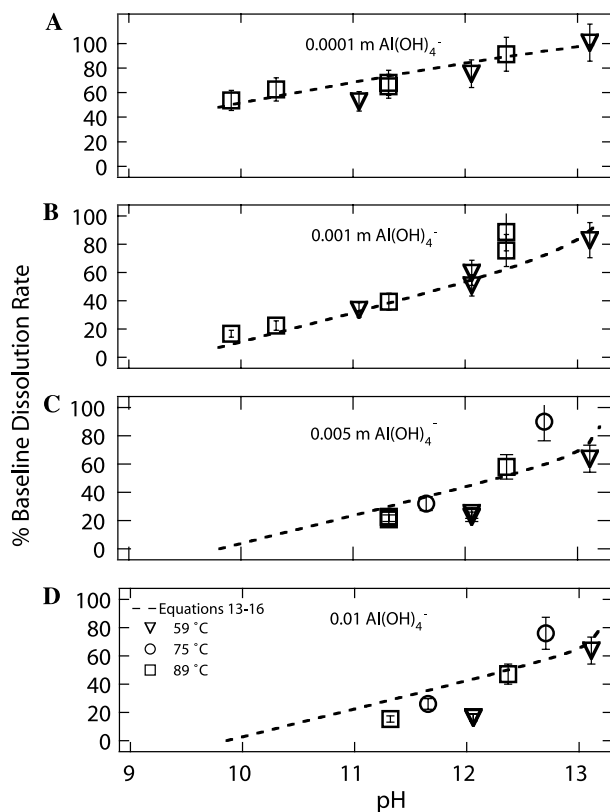 A
0.0001 m Al(OH)₄⁻
100
80
60
40
20
0
B
0.001 m Al(OH)₄⁻
100
80
60
40
20
0
% Baseline Dissolution Rate
C
0.005 m Al(OH)₄⁻
100
80
60
40
20
0
D
0.01 Al(OH)₄⁻
100
80
60
40
20
0
Equations 13-16
59 ˚C
75 ˚C
89 ˚C
9 10 11 12 13
pH